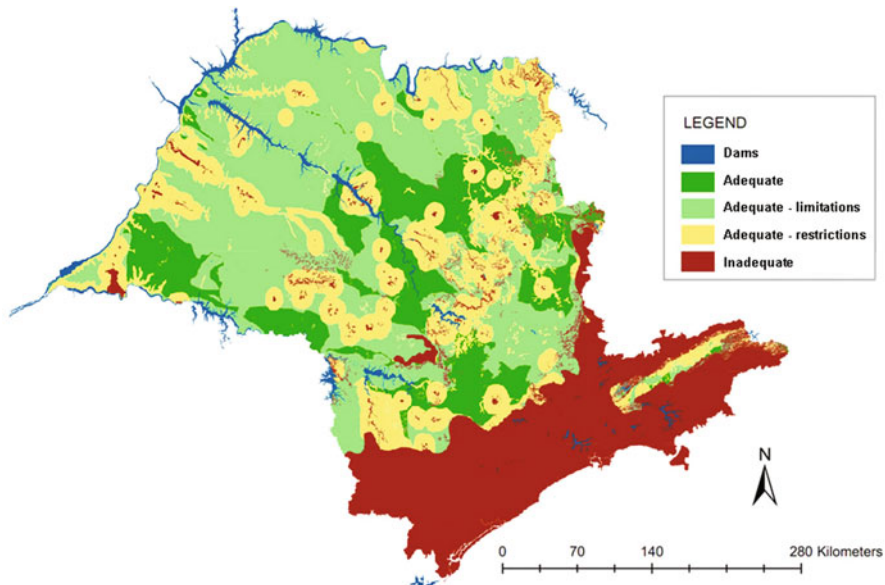 LEGEND
Dams
Adequate
Adequate - limitations
Adequate - restrictions
Inadequate
N
0 70 140 280 Kilometers